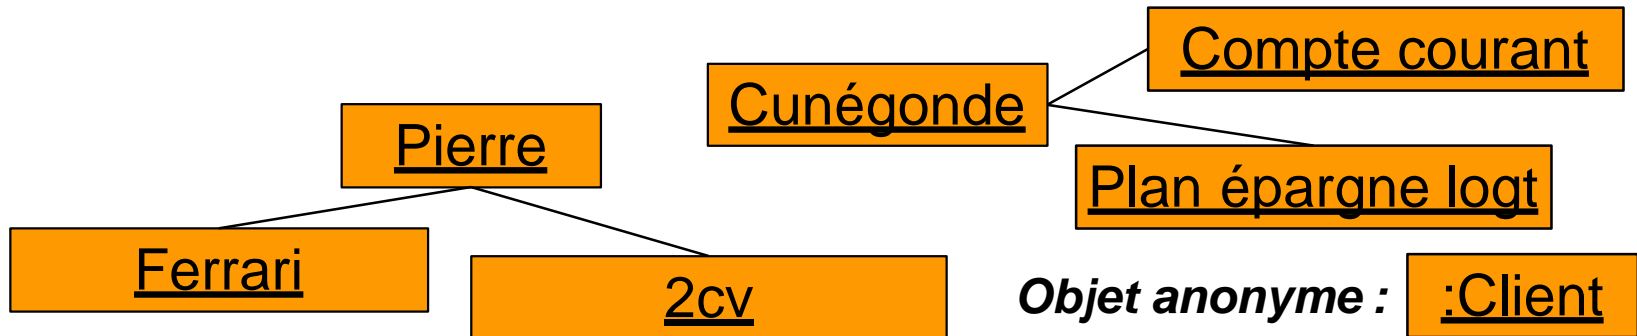 Compte courant
Cunégonde
Pierre
Plan épargne logt
Ferrari
2cv
Objet anonyme :
:Client